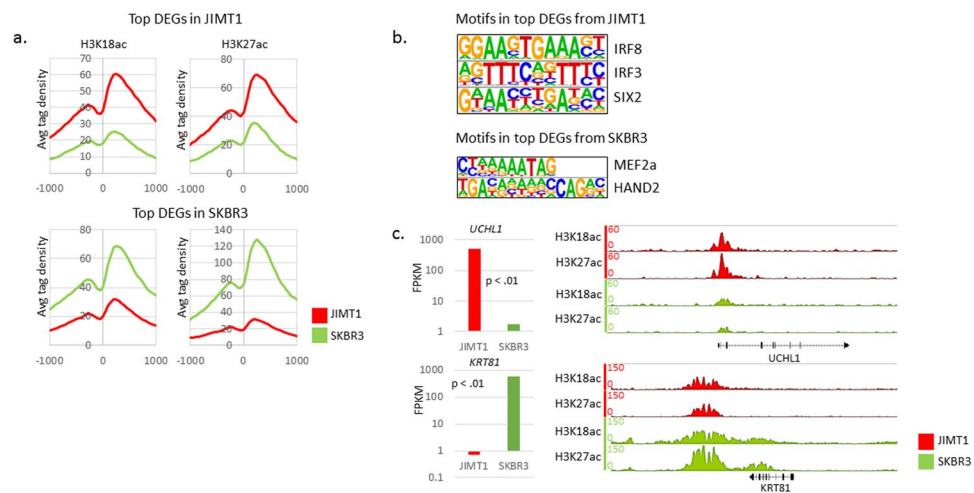 a.
Top DEGs in JIMT1
H3K18ac
H3K27ac
Avg tag density
70
60
50
40
30
20
10
0
-1000 0 1000
Avg tag density
80
60
40
20
0
-1000 0 1000
Top DEGs in SKBR3
Avg tag density
80
60
40
20
0
-1000 0 1000
Avg tag density
140
120
100
80
60
40
20
0
-1000 0 1000
JIMT1
SKBR3
b.
Motifs in top DEGs from JIMT1
IRF8
IRF3
SIX2
Motifs in top DEGs from SKBR3
MEF2a
HAND2
c.
UCHL1
FPKM
1000
100
10
1
p < .01
JIMT1 SKBR3
KRT81
FPKM
1000
100
10
1
0.1
p < .01
JIMT1 SKBR3
H3K18ac
60
0
H3K27ac
60
0
H3K18ac
60
0
H3K27ac
60
0
UCHL1
H3K18ac
150
0
H3K27ac
150
0
H3K18ac
150
0
H3K27ac
150
0
KRT81
JIMT1
SKBR3